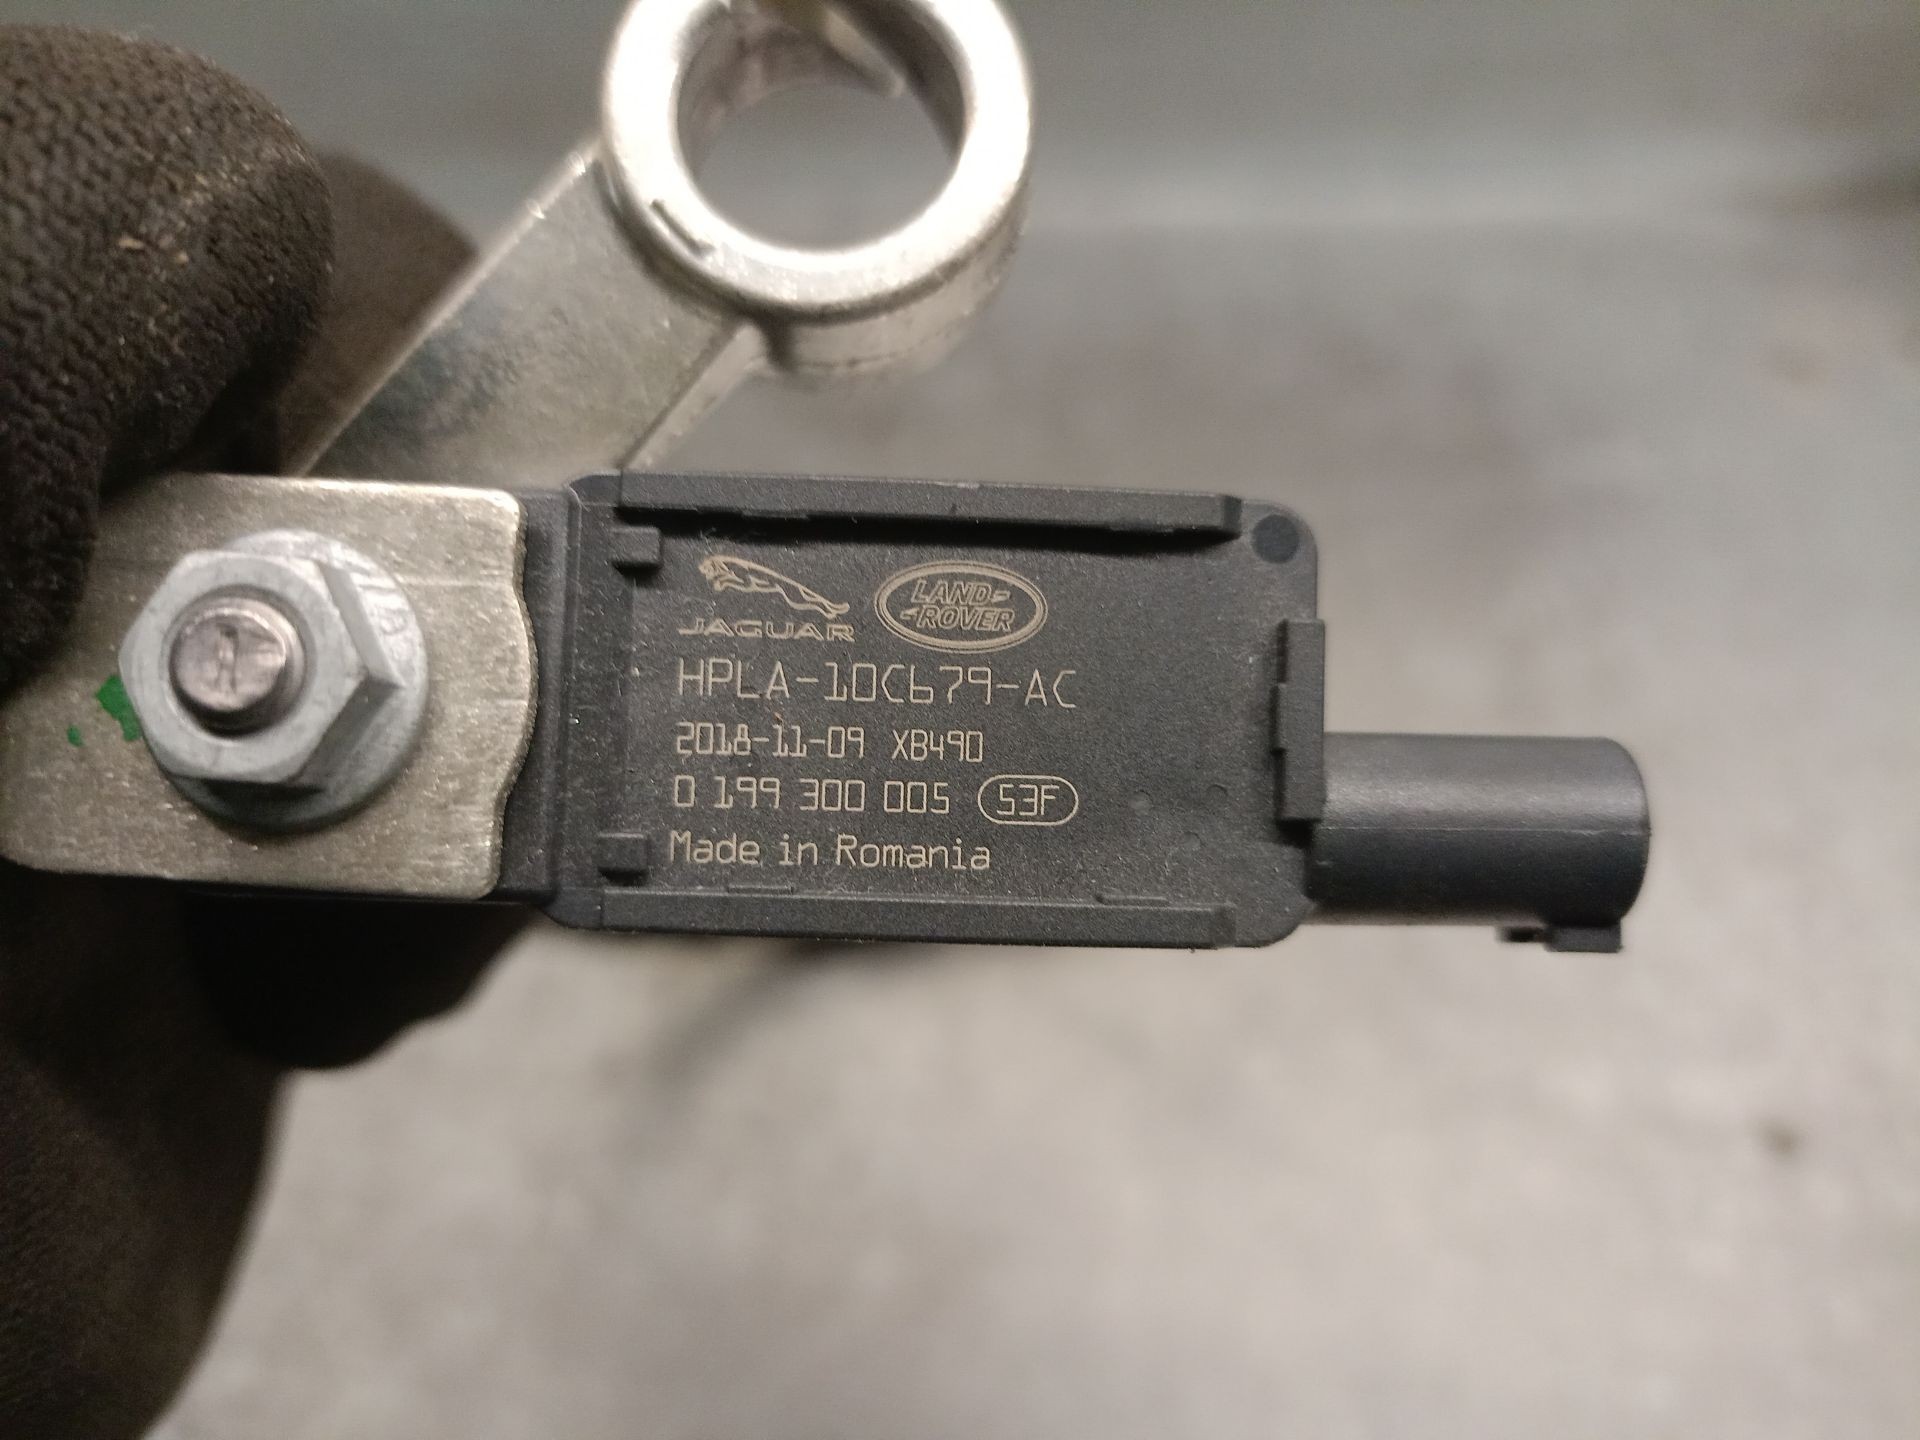 JAGUAR LAND ROVER
HPLA-10C679-AC
2018-11-09 XB490
0 199 300 005 53F
Made in Romania